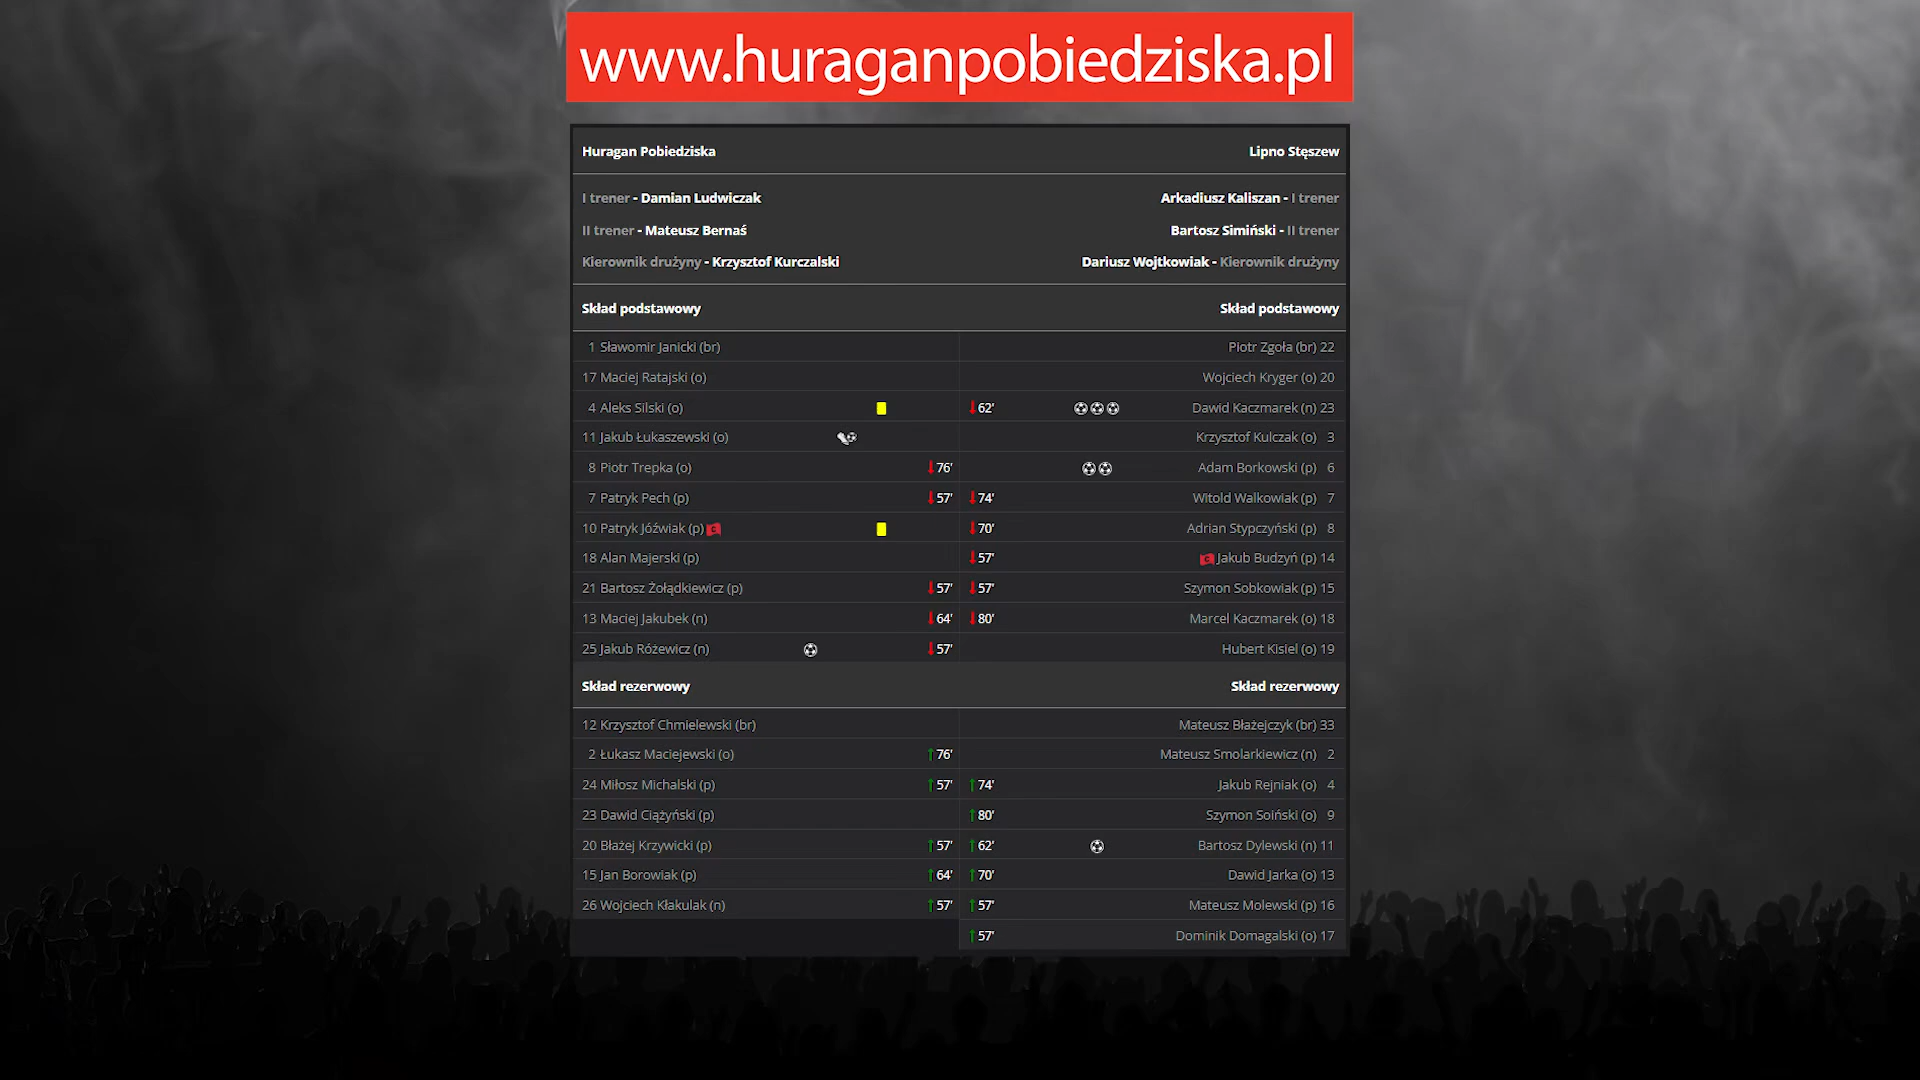 www.huraganpobiedziska.pl
Huragan Pobiedziska Lipno Stęszew
I trener - Damian Ludwiczak Arkadiusz Kaliszan - I trener
II trener - Mateusz Bernaś Bartosz Simiński - II trener
Kierownik drużyny - Krzysztof Kurczalski Dariusz Wojtkowiak - Kierownik drużyny
Skład podstawowy Skład podstawowy
1 Sławomir Janicki (br) Piotr Zgoła (br) 22
17 Maciej Ratajski (o) Wojciech Kryger (o) 20
4 Aleks Silski (o) 62' Dawid Kaczmarek (n) 23
11 Jakub Łukaszewski (o) Krzysztof Kulczak (o) 3
8 Piotr Trepka (o) 76' Adam Borkowski (p) 6
7 Patryk Pech (p) 57' 74' Witold Walkowiak (p) 7
10 Patryk Jóźwiak (p) C 70' Adrian Stypczyński (p) 8
18 Alan Majerski (p) 57' C Jakub Budzyń (p) 14
21 Bartosz Żołądkiewicz (p) 57' 57' Szymon Sobkowiak (p) 15
13 Maciej Jakubek (n) 64' 80' Marcel Kaczmarek (o) 18
25 Jakub Różewicz (n) 57' Hubert Kisiel (o) 19
Skład rezerwowy Skład rezerwowy
12 Krzysztof Chmielewski (br) Mateusz Błażejczyk (br) 33
2 Łukasz Maciejewski (o) 76' Mateusz Smolarkiewicz (n) 2
24 Miłosz Michalski (p) 57' 74' Jakub Rejniak (o) 4
23 Dawid Ciążyński (p) 80' Szymon Soiński (o) 9
20 Błażej Krzywicki (p) 57' 62' Bartosz Dylewski (n) 11
15 Jan Borowiak (p) 64' 70' Dawid Jarka (o) 13
26 Wojciech Kłakulak (n) 57' 57' Mateusz Molewski (p) 16
57' Dominik Domagalski (o) 17